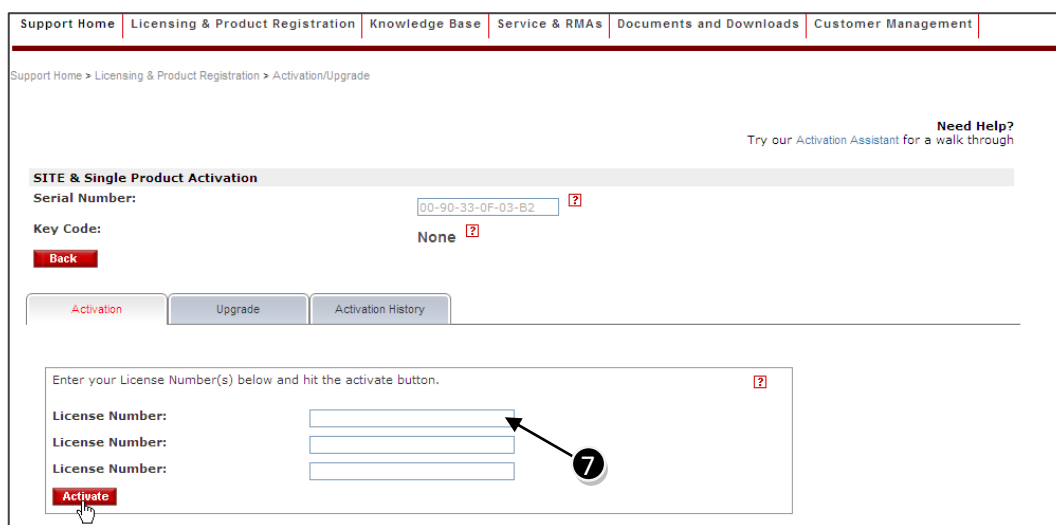 Support Home Licensing & Product Registration Knowledge Base Service & RMAs Documents and Downloads Customer Management
Support Home > Licensing & Product Registration > Activation/Upgrade
Need Help?
Try our Activation Assistant for a walk through
SITE & Single Product Activation
Serial Number: 00-90-33-0F-03-B2 ?
Key Code: None ?
Back
Activation Upgrade Activation History
Enter your License Number(s) below and hit the activate button. ?
License Number:
License Number:
License Number:
7
Activate